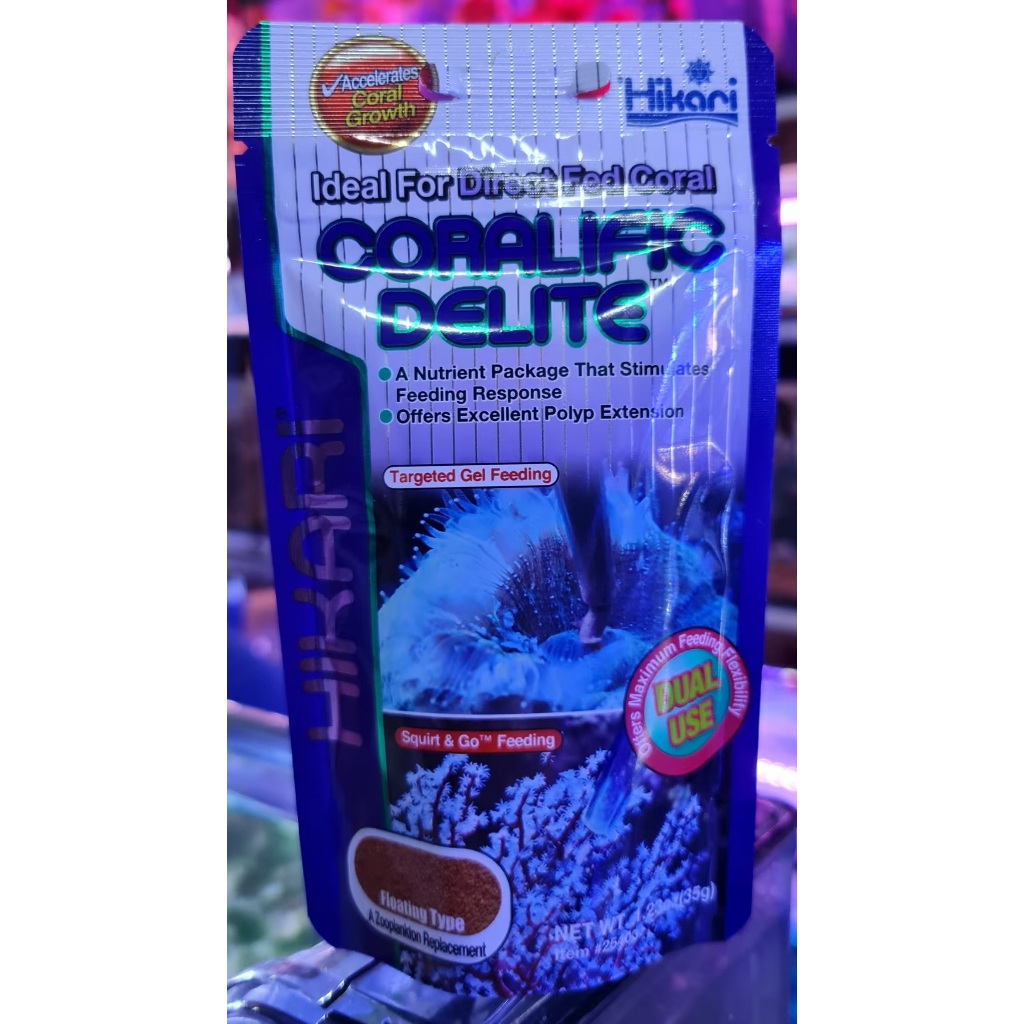 ✓Accelerates
Coral
Growth
Hikari
Ideal For Direct Fed Coral
CORALIFIC
DELITE™
A Nutrient Package That Stimulates
Feeding Response
Offers Excellent Polyp Extension
HIKARI
Targeted Gel Feeding
Offers Maximum Feeding Flexibility
DUAL
USE
Squirt & Go™ Feeding
Floating Type
A Zooplankton Replacement
NET WT. (35g)
Item